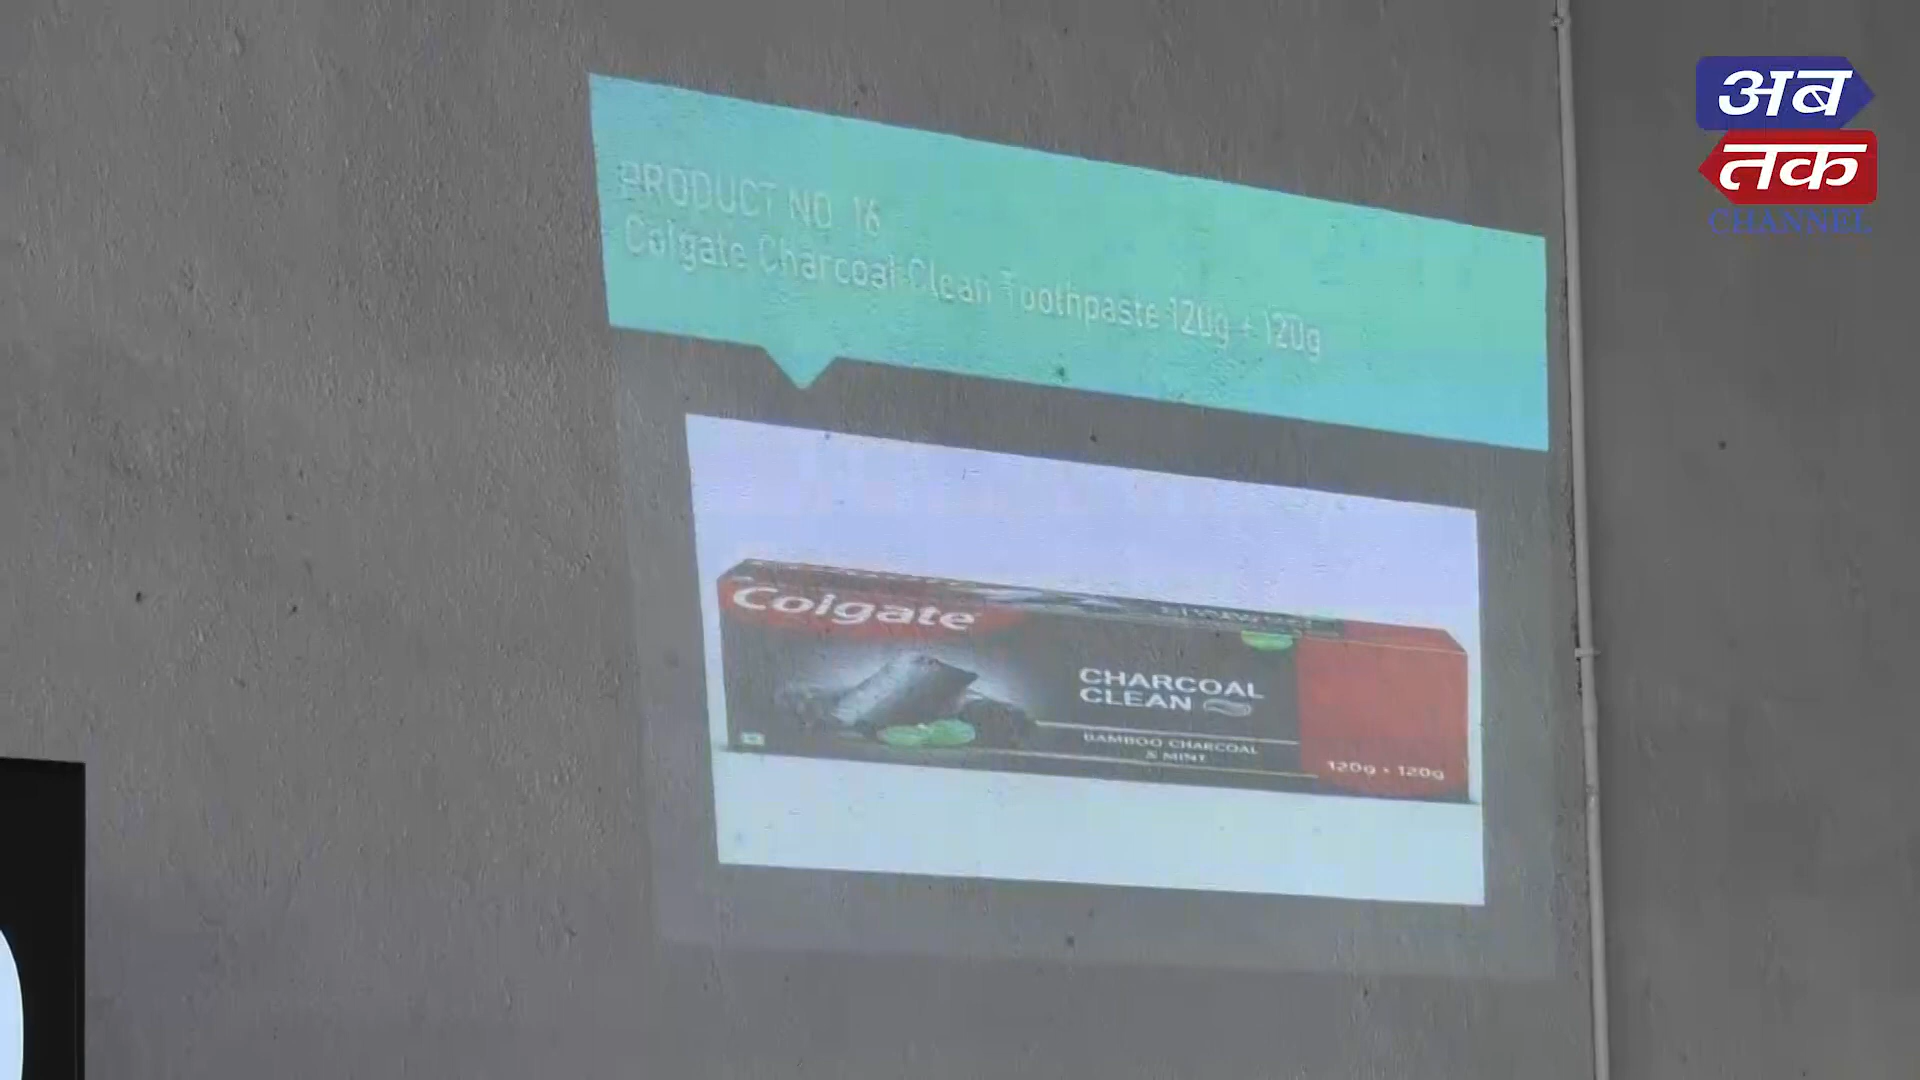 अब
तक
CHANNEL
PRODUCT NO 16
Colgate Charcoal Clean Toothpaste 120g + 120g
Colgate
CHARCOAL
CLEAN
BAMBOO CHARCOAL
& MINT
120g + 120g